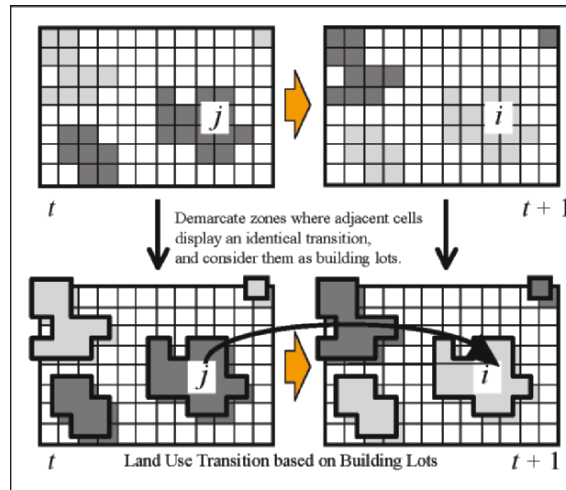 j
i
t
t + 1
Demarcate zones where adjacent cells
display an identical transition,
and consider them as building lots.
j
i
t
Land Use Transition based on Building Lots
t + 1